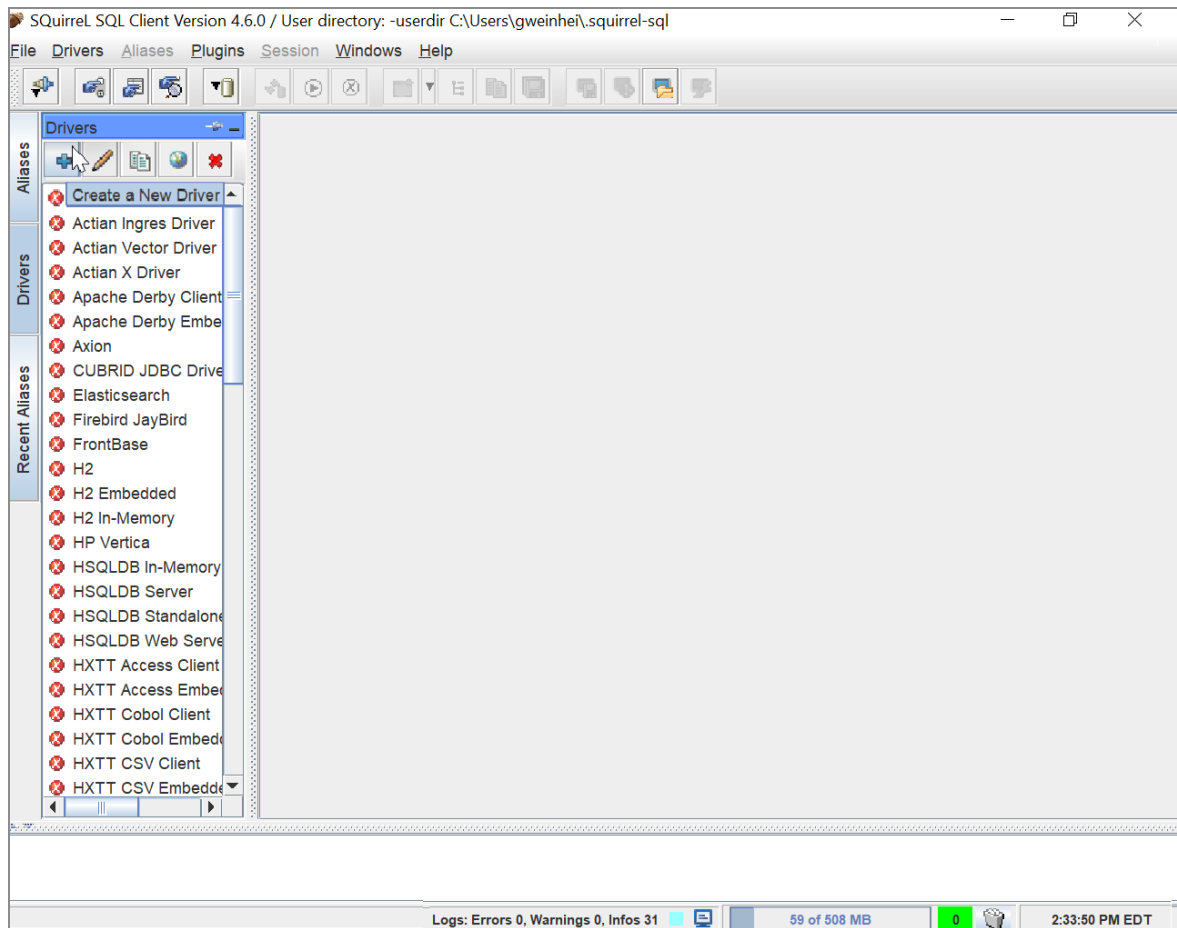 SQuirreL SQL Client Version 4.6.0 / User directory: -userdir C:\Users\gweinhei\.squirrel-sql
File Drivers Aliases Plugins Session Windows Help
Drivers
Aliases
Drivers
Recent Aliases
Create a New Driver
Actian Ingres Driver
Actian Vector Driver
Actian X Driver
Apache Derby Client
Apache Derby Embe
Axion
CUBRID JDBC Drive
Elasticsearch
Firebird JayBird
FrontBase
H2
H2 Embedded
H2 In-Memory
HP Vertica
HSQLDB In-Memory
HSQLDB Server
HSQLDB Standalone
HSQLDB Web Serve
HXTT Access Client
HXTT Access Embed
HXTT Cobol Client
HXTT Cobol Embedd
HXTT CSV Client
HXTT CSV Embedde
Logs: Errors 0, Warnings 0, Infos 31
59 of 508 MB
0
2:33:50 PM EDT